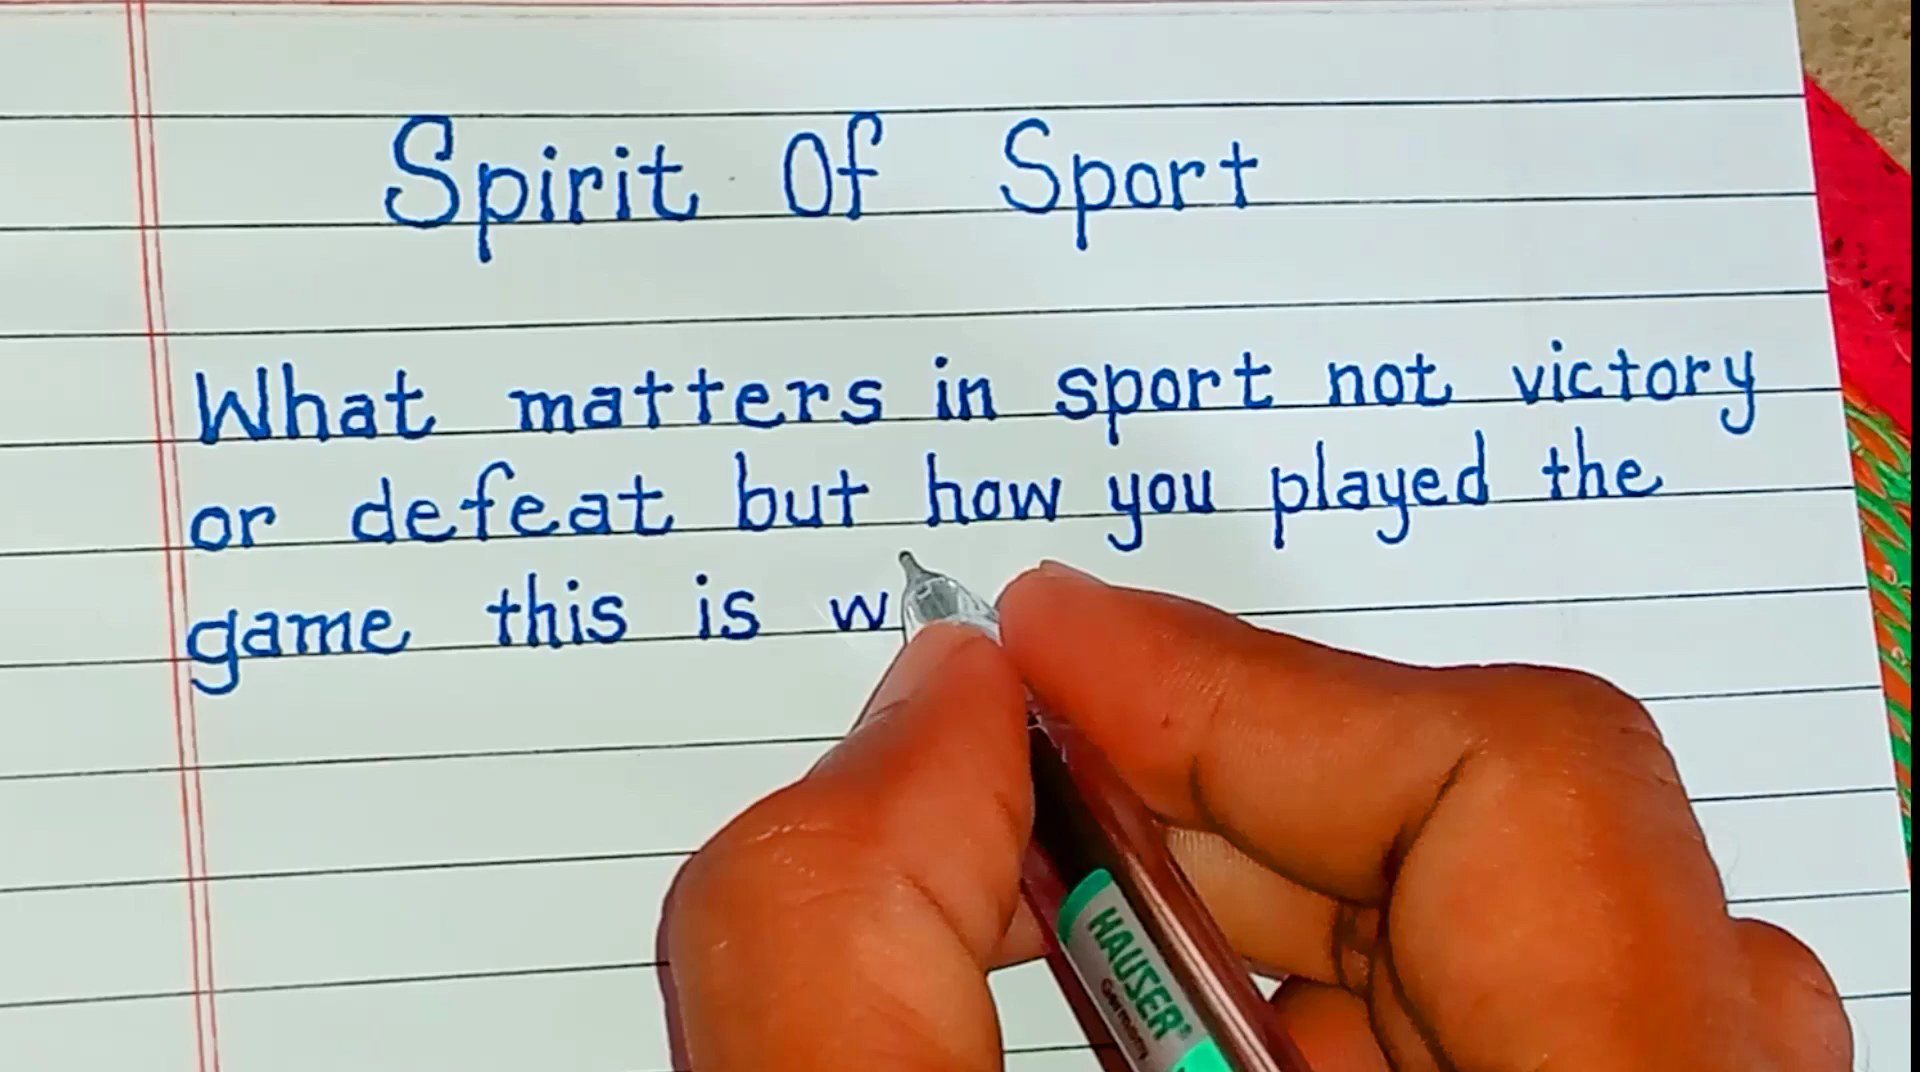 Spirit Of Sport
What matters in sport not victory
or defeat but how you played the
game this is w
HAUSER
Germany